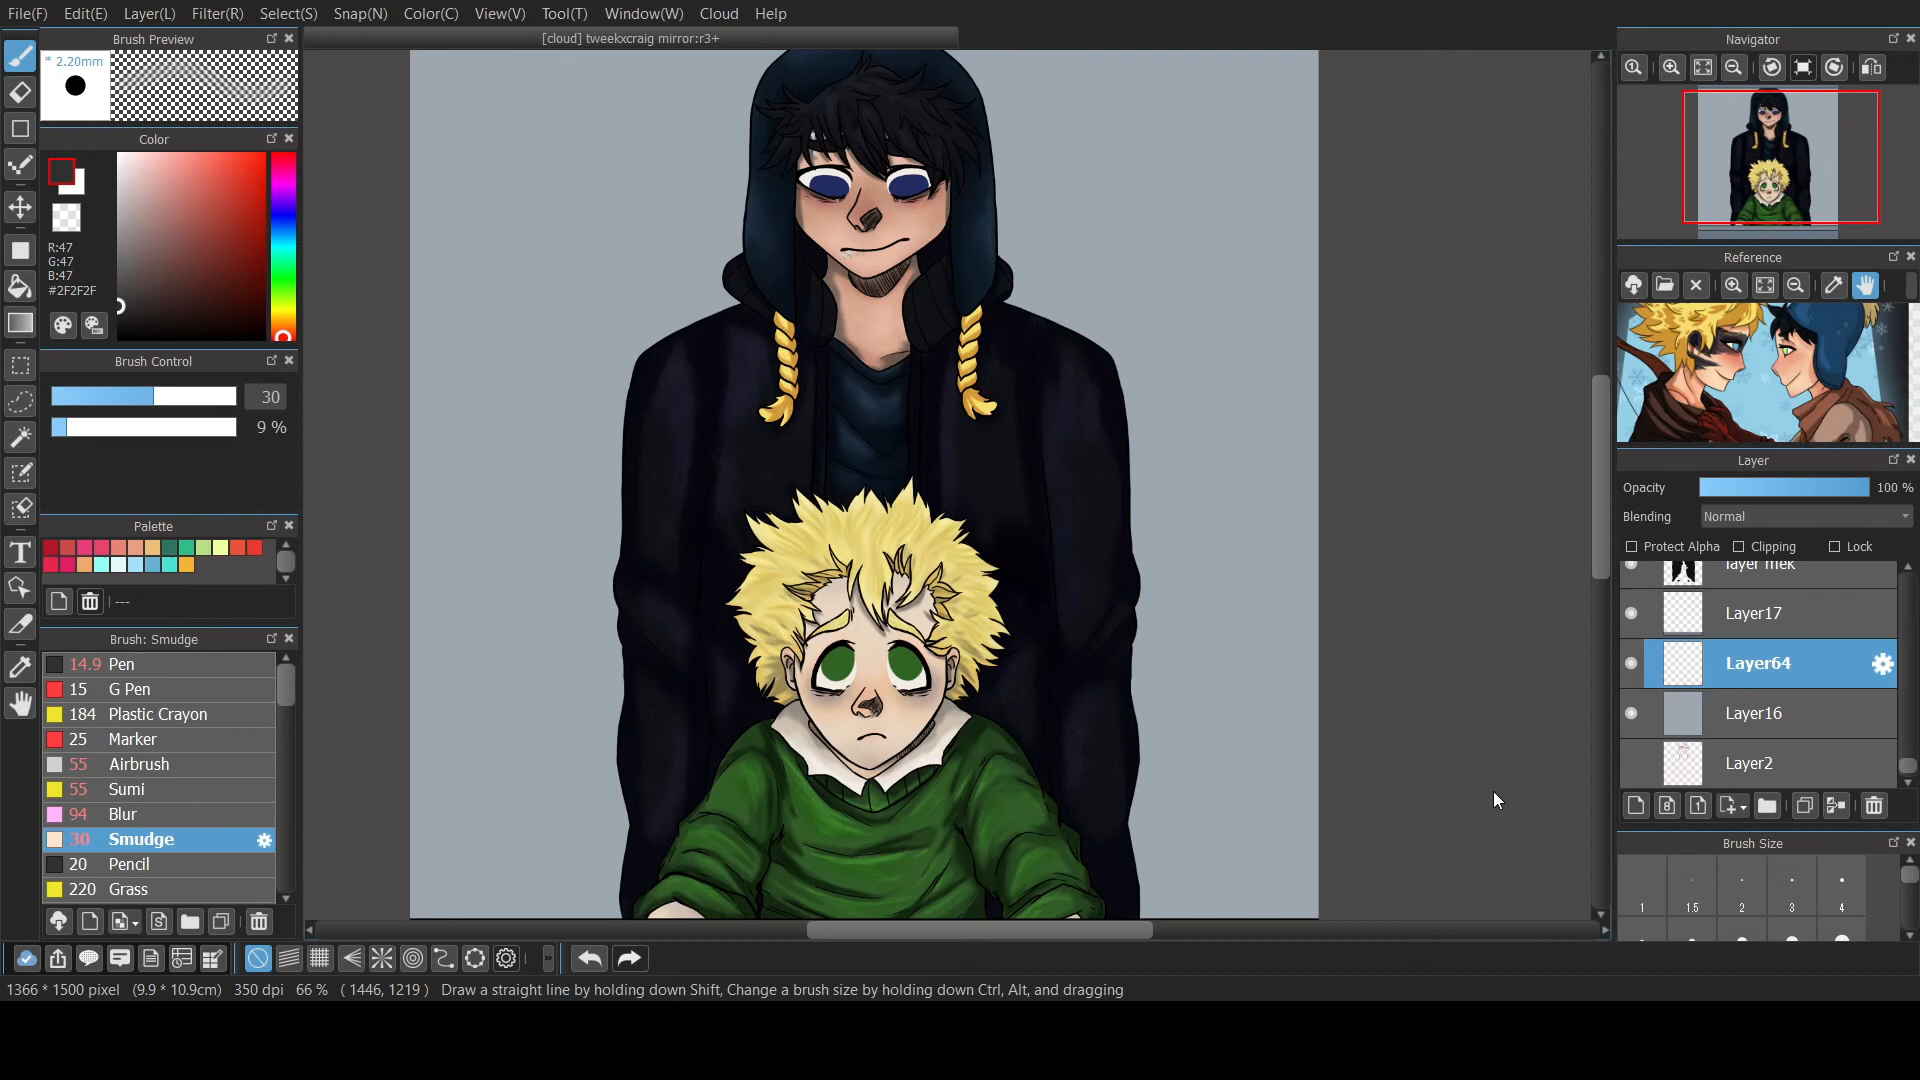 File(F) Edit(E) Layer(L) Filter(R) Select(S) Snap(N) Color(C) View(V) Tool(T) Window(W) Cloud Help
Brush Preview
[cloud] tweekxcraig mirror:r3+
Navigator
* 2.20mm
Color
R:47
G:47
B:47
#2F2F2F
Brush Control
30
9 %
Palette
---
Brush: Smudge
14.9 Pen
15 G Pen
184 Plastic Crayon
25 Marker
55 Airbrush
55 Sumi
94 Blur
30 Smudge
20 Pencil
220 Grass
Reference
Layer
Opacity 100 %
Blending Normal
Protect Alpha Clipping Lock
layer mek
Layer17
Layer64
Layer16
Layer2
Brush Size
1 1.5 2 3 4
1366 * 1500 pixel (9.9 * 10.9cm) 350 dpi 66 % ( 1446, 1219 ) Draw a straight line by holding down Shift, Change a brush size by holding down Ctrl, Alt, and dragging